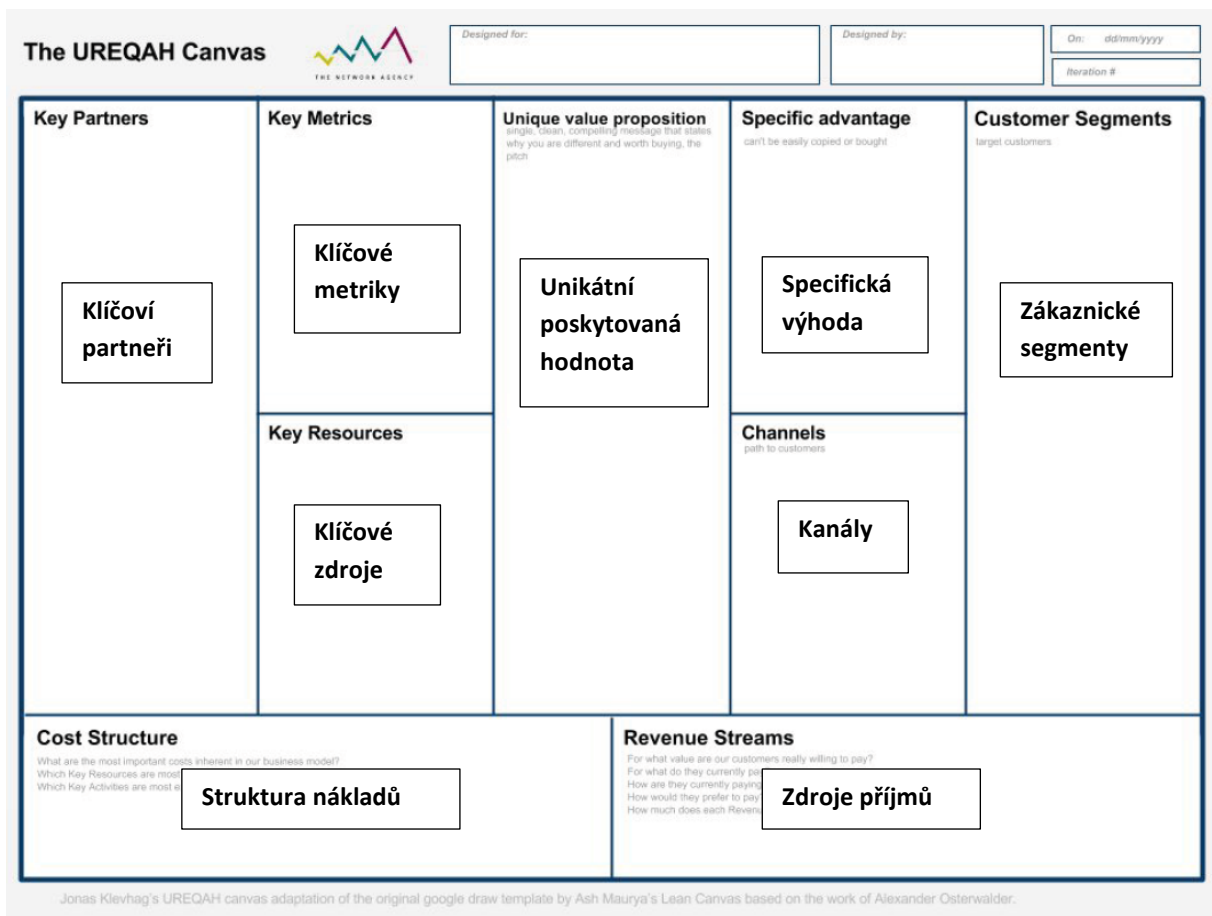 The UREQAH Canvas
THE NETWORK AGENCY
Designed for:
Designed by:
On: dd/mm/yyyy
Iteration #
Key Partners
Klíčoví
partneři
Key Metrics
Klíčové
metriky
Key Resources
Klíčové
zdroje
Unique value proposition
single, clean, compelling message that states
why you are different and worth buying, the
pitch
Unikátní
poskytovaná
hodnota
Specific advantage
can't be easily copied or bought
Specifická
výhoda
Channels
path to customers
Kanály
Customer Segments
target customers
Zákaznické
segmenty
Cost Structure
What are the most important costs inherent in our business model?
Which Key Resources are most
Which Key Activities are most
Struktura nákladů
Revenue Streams
For what value are our customers really willing to pay?
For what do they currently
How are they currently paying
How would they prefer to pay?
How much does each
Zdroje příjmů
Jonas Klevhag's UREQAH canvas adaptation of the original google draw template by Ash Maurya's Lean Canvas based on the work of Alexander Osterwalder.